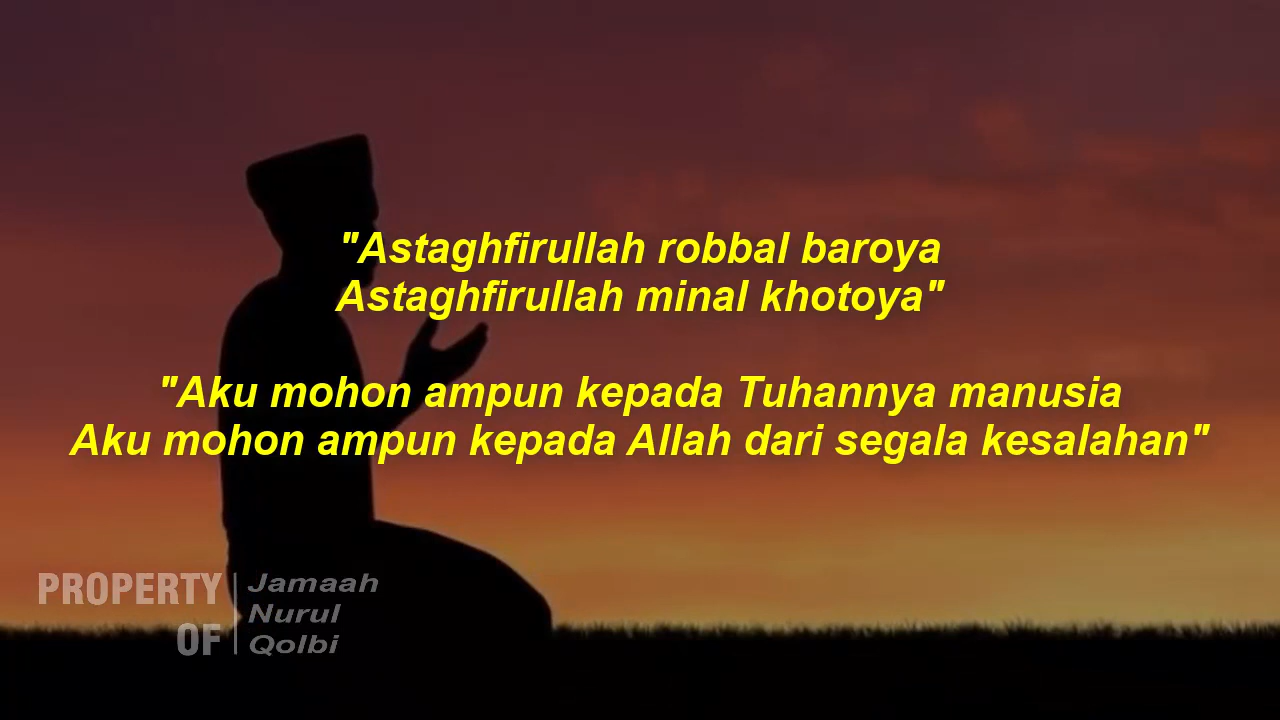 "Astaghfirullah robbal baroya
Astaghfirullah minal khotoya"
"Aku mohon ampun kepada Tuhannya manusia
Aku mohon ampun kepada Allah dari segala kesalahan"
PROPERTY OF
Jamaah
Nurul
Qolbi